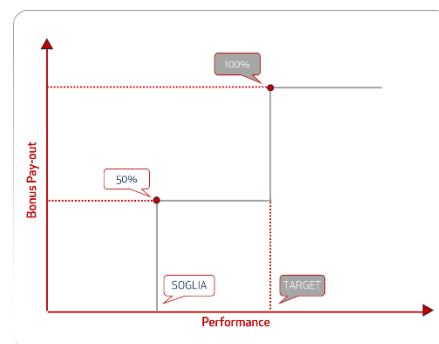 100%
50%
Bonus Pay-out
SOGLIA
TARGET
Performance